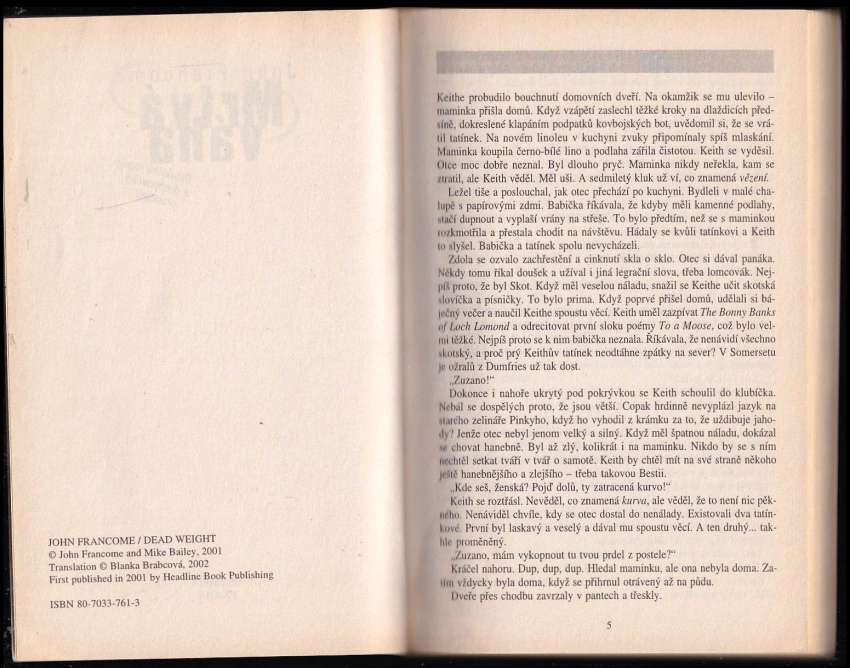 JOHN FRANCOME / DEAD WEIGHT
© John Francome and Mike Bailey, 2001
Translation © Blanka Brabcová, 2002
First published in 2001 by Headline Book Publishing
ISBN 80-7033-761-3
Keithe probudilo bouchnutí domovních dveří. Na okamžik se mu ulevilo –
maminka přišla domů. Když vzápětí zaslechl těžké kroky na dlaždicích před-
síně, dokreslené klapáním podpatků kovbojských bot, uvědomil si, že se vrá-
til tatínek. Na novém linoleu v kuchyni zvuky připomínaly spíš mlaskání.
Maminka koupila černo-bílé lino a podlaha zářila čistotou. Keith se vyděsil.
Otce moc dobře neznal. Byl dlouho pryč. Maminka nikdy neřekla, kam se
ztratil, ale Keith věděl. Měl uši. A sedmiletý kluk už ví, co znamená vězení.
Ležel tiše a poslouchal, jak otec přechází po kuchyni. Bydleli v malé cha-
lupě s papírovými zdmi. Babička říkávala, že kdyby měli kamenné podlahy,
stačí dupnout a vyplaší vrány na střeše. To bylo předtím, než se s maminkou
rozkmotřila a přestala chodit na návštěvu. Hádaly se kvůli tatínkovi a Keith
to slyšel. Babička a tatínek spolu nevycházeli.
Zdola se ozvalo zachřestění a cinknutí skla o sklo. Otec si dával panáka.
Někdy tomu říkal doušek a užíval i jiná legrační slova, třeba lomcovák. Nej-
píš proto, že byl Skot. Když měl veselou náladu, snažil se Keithe učit skotská
slovíčka a písničky. To bylo prima. Když poprvé přišel domů, udělali si bá-
ječný večer a naučil Keithe spoustu věcí. Keith uměl zazpívat The Bonny Banks
of Loch Lomond a odrecitovat první sloku poémy To a Moose, což bylo vel-
mi těžké. Nejpíš proto se k nim babička neznala. Říkávala, že nenávidí všechno
skotský, a proč prý Keithův tatínek neodtáhne zpátky na sever? V Somersetu
je ožralů z Dumfries už tak dost.
„Zuzano!“
Dokonce i nahoře ukrytý pod pokrývkou se Keith schoulil do klubíčka.
Nebál se dospělých proto, že jsou větší. Copak hrdinně nevyplázl jazyk na
starého zelináře Pinkyho, když ho vyhodil z krámku za to, že uždibuje jaho-
dy? Jenže otec nebyl jenom velký a silný. Když měl špatnou náladu, dokázal
se chovat hanebně. Byl až zlý, kolikrát i na maminku. Nikdo by se s ním
nechtěl setkat tváří v tvář o samotě. Keith by chtěl mít na své straně někoho
ještě hanebnějšího a zlejšího – třeba takovou Bestii.
„Kde seš, ženská? Pojď dolů, ty zatracená kurvo!“
Keith se roztřásl. Nevěděl, co znamená kurva, ale věděl, že to není nic pěk-
ného. Nenáviděl chvíle, kdy se otec dostal do nenálady. Existovali dva tatín-
kové. První byl laskavý a veselý a dával mu spoustu věcí. A ten druhý... tak-
hle proměněný.
„Zuzano, mám vykopnout tu tvou prdel z postele?“
Kráčel nahoru. Dup, dup, dup. Hledal maminku, ale ona nebyla doma. Za-
tím vždycky byla doma, když se přihrnul otrávený až na půdu.
Dveře přes chodbu zavrzaly v pantech a třeskly.
5